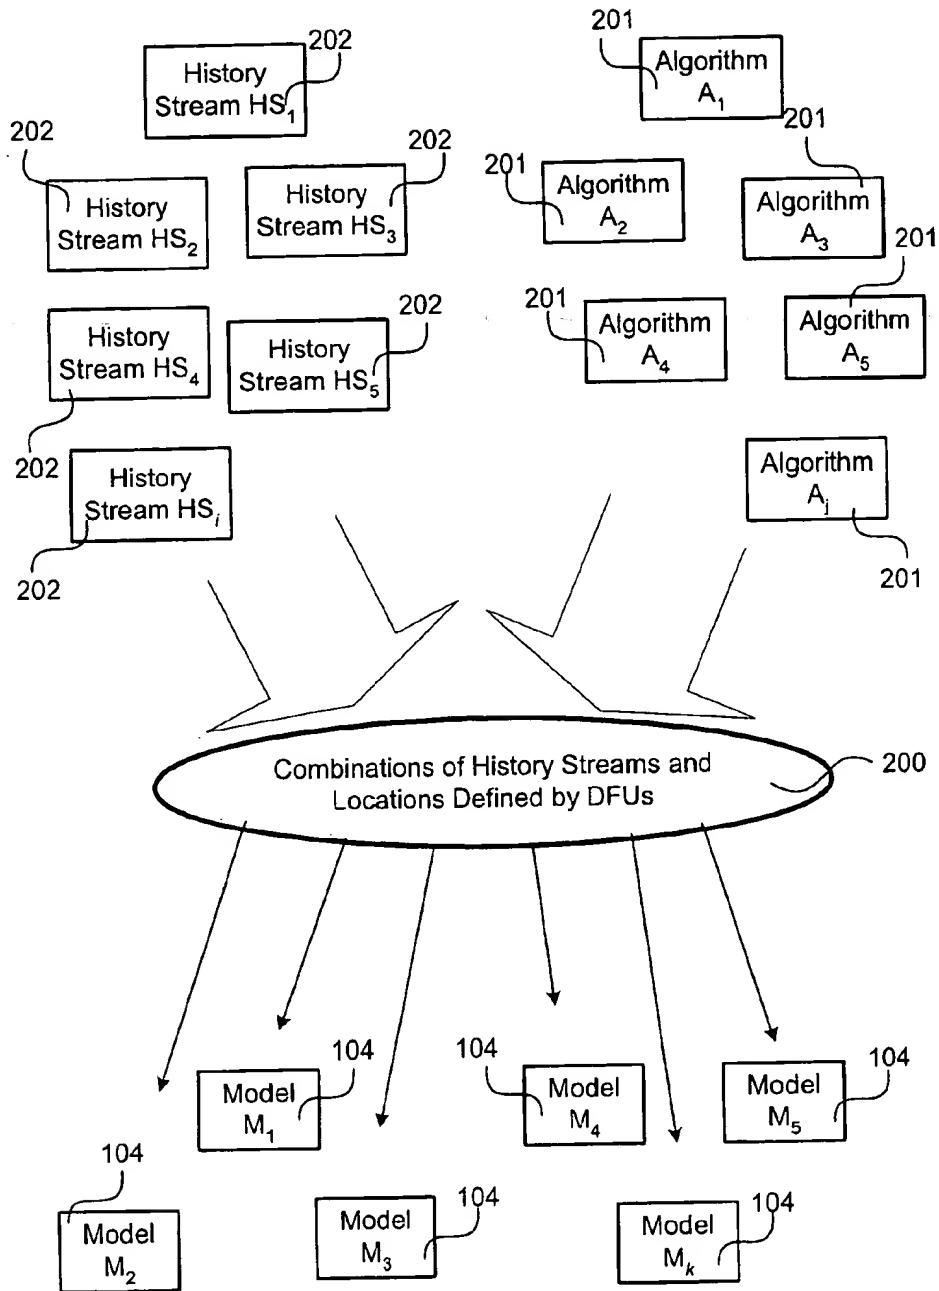 202
History
Stream HS1
201
Algorithm
A1
202
History
Stream HS2
202
History
Stream HS3
201
Algorithm
A2
201
Algorithm
A3
History
Stream HS4
202
202
History
Stream HS5
201
Algorithm
A4
201
Algorithm
A5
History
Stream HSi
202
Algorithm
Aj
201
Combinations of History Streams and
Locations Defined by DFUs
200
104
Model
M1
104
Model
M4
104
Model
M5
104
Model
M2
104
Model
M3
104
Model
Mk